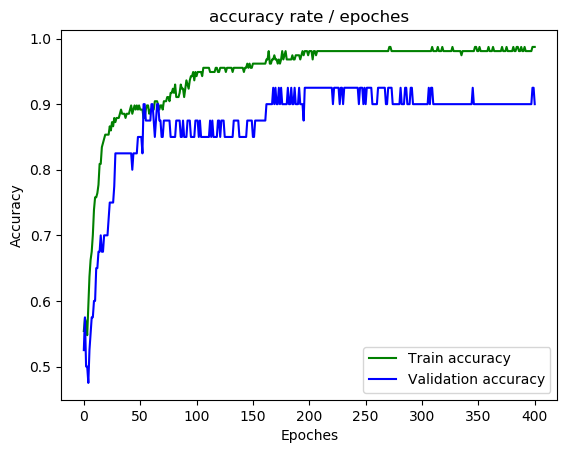 accuracy rate / epoches
1.0
0.9
0.8
0.7
0.6
0.5
Accuracy
Train accuracy
Validation accuracy
0 50 100 150 200 250 300 350 400
Epoches